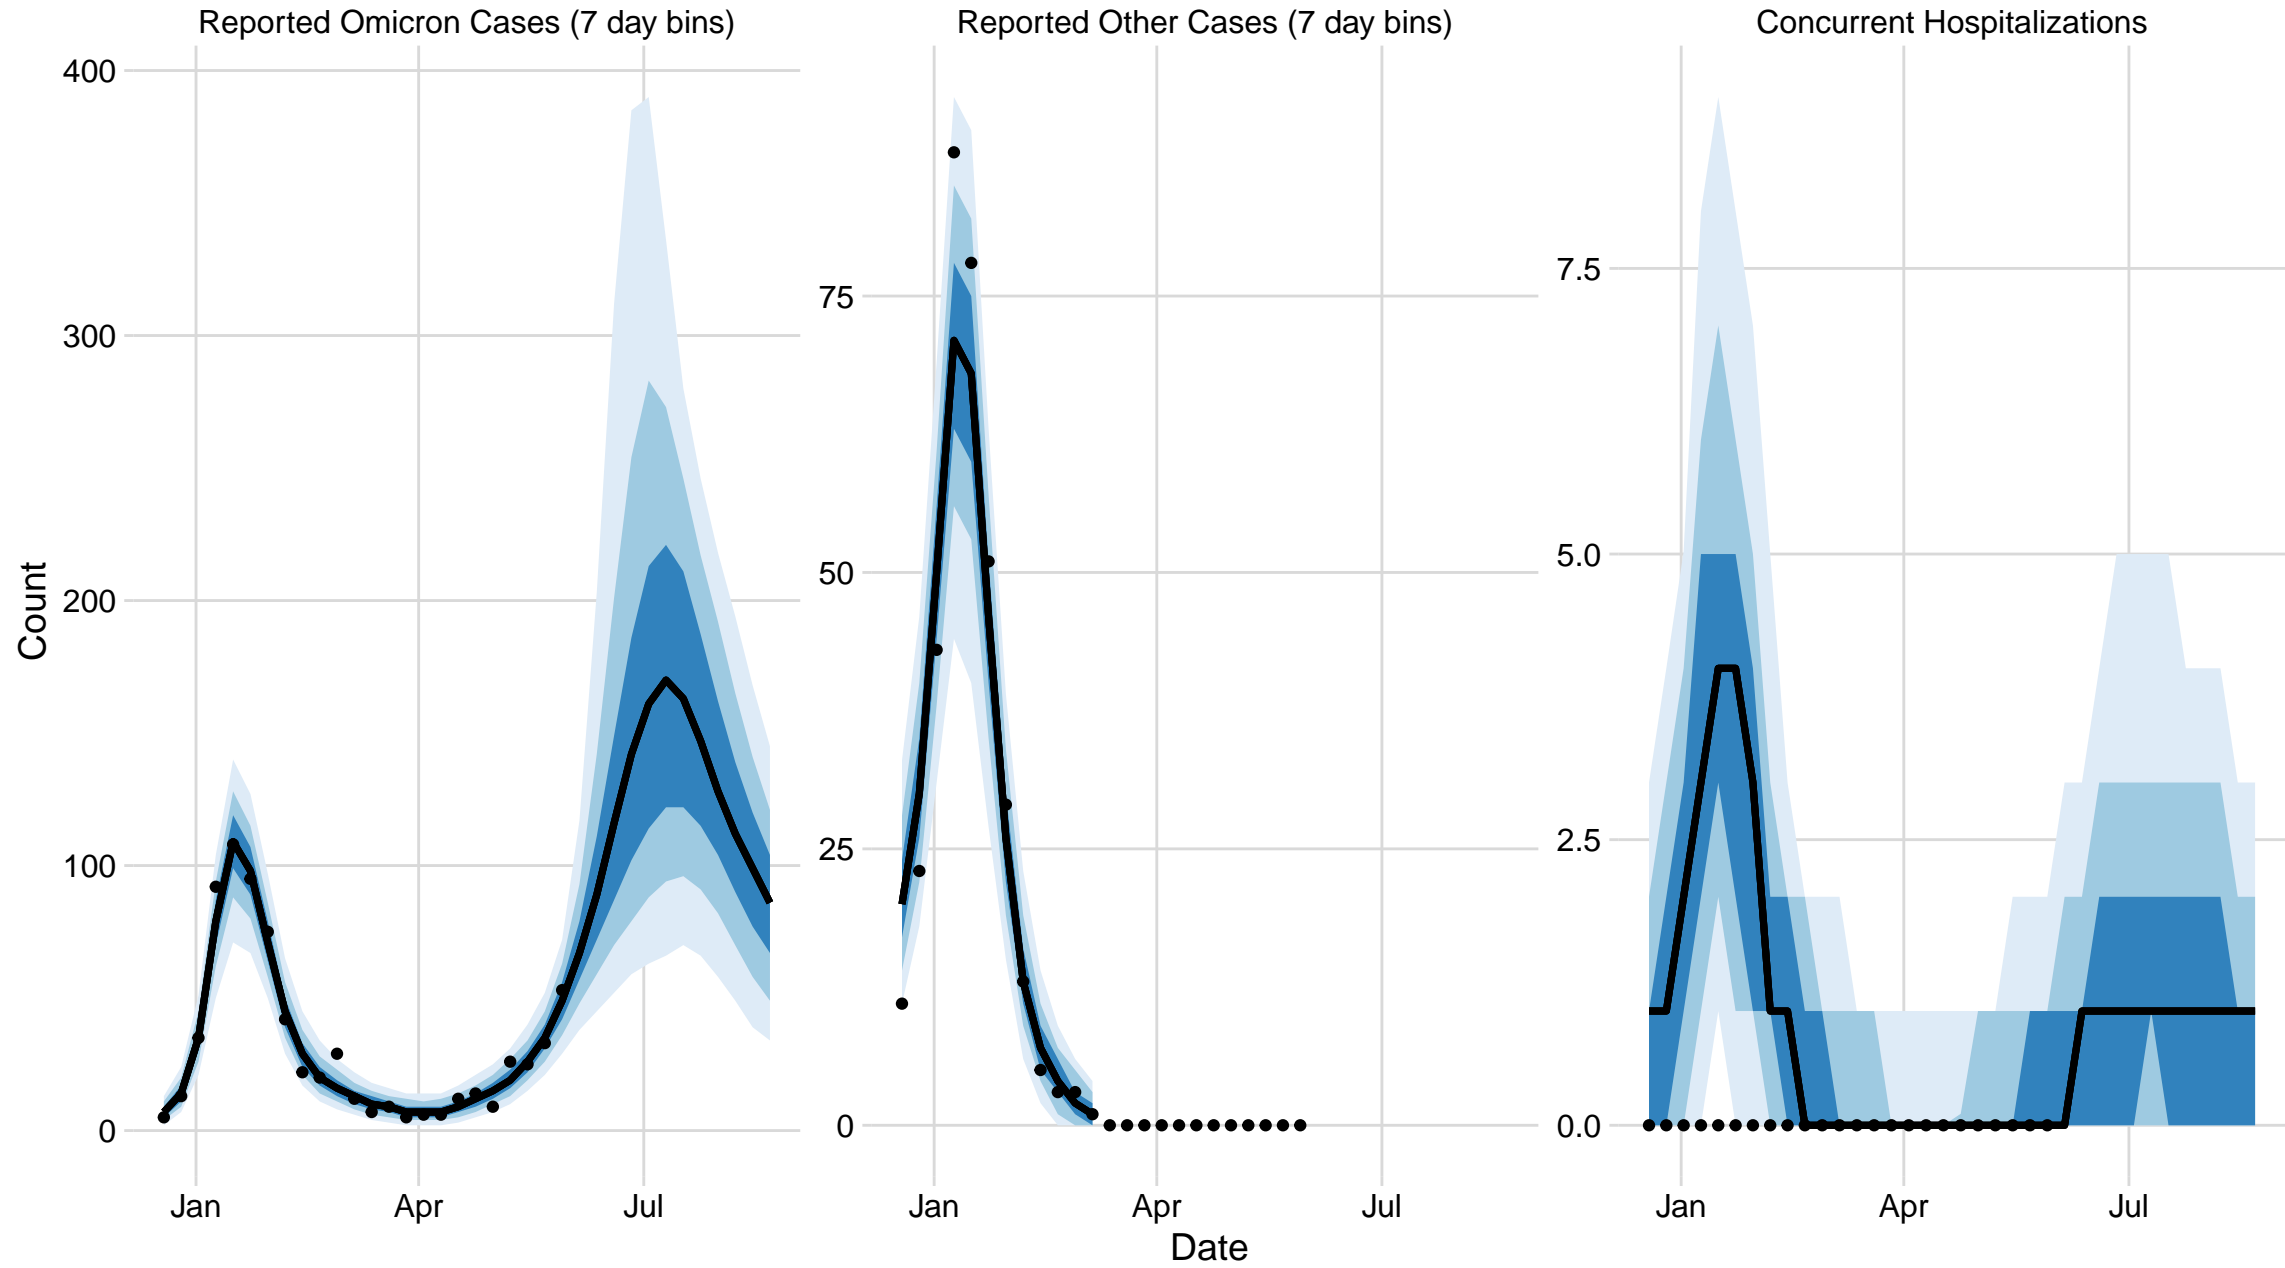 Reported Omicron Cases (7 day bins)
Reported Other Cases (7 day bins)
Concurrent Hospitalizations
Count
400
300
200
100
0
Jan
Apr
Jul
75
50
25
0
Jan
Apr
Jul
7.5
5.0
2.5
0.0
Jan
Apr
Jul
Date